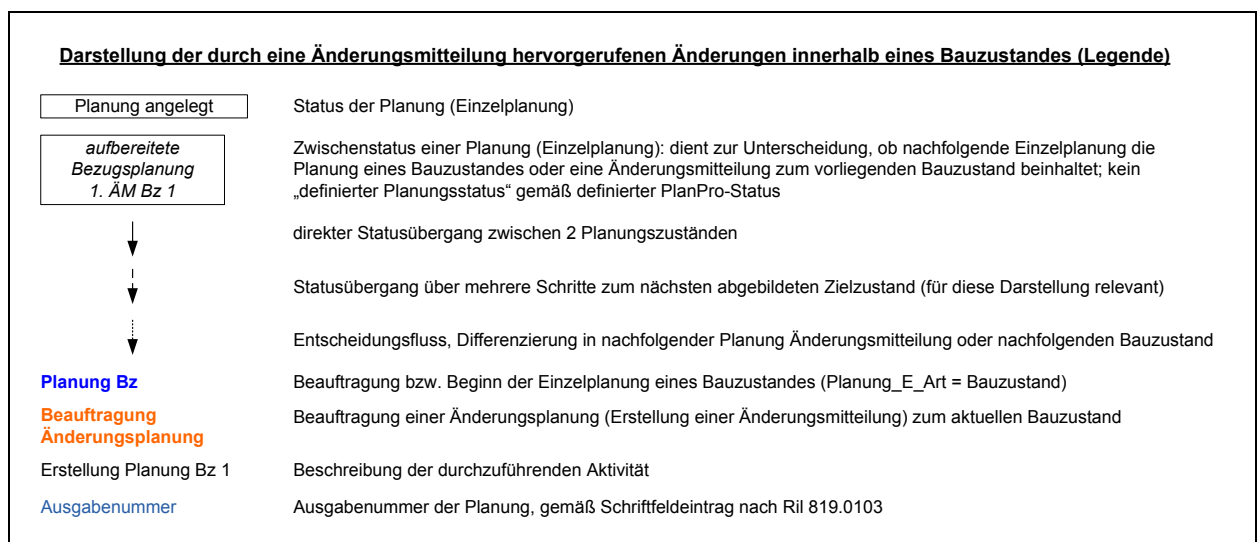 Darstellung der durch eine Änderungsmitteilung hervorgerufenen Änderungen innerhalb eines Bauzustandes (Legende)
Planung angelegt
Status der Planung (Einzelplanung)
aufbereitete
Bezugsplanung
1. ÄM Bz 1
Zwischenstatus einer Planung (Einzelplanung): dient zur Unterscheidung, ob nachfolgende Einzelplanung die
Planung eines Bauzustandes oder eine Änderungsmitteilung zum vorliegenden Bauzustand beinhaltet; kein
„definierter Planungsstatus“ gemäß definierter PlanPro-Status
direkter Statusübergang zwischen 2 Planungszuständen
Statusübergang über mehrere Schritte zum nächsten abgebildeten Zielzustand (für diese Darstellung relevant)
Entscheidungsfluss, Differenzierung in nachfolgender Planung Änderungsmitteilung oder nachfolgenden Bauzustand
Planung Bz
Beauftragung bzw. Beginn der Einzelplanung eines Bauzustandes (Planung_E_Art = Bauzustand)
Beauftragung
Änderungsplanung
Beauftragung einer Änderungsplanung (Erstellung einer Änderungsmitteilung) zum aktuellen Bauzustand
Erstellung Planung Bz 1
Beschreibung der durchzuführenden Aktivität
Ausgabenummer
Ausgabenummer der Planung, gemäß Schriftfeldeintrag nach Ril 819.0103